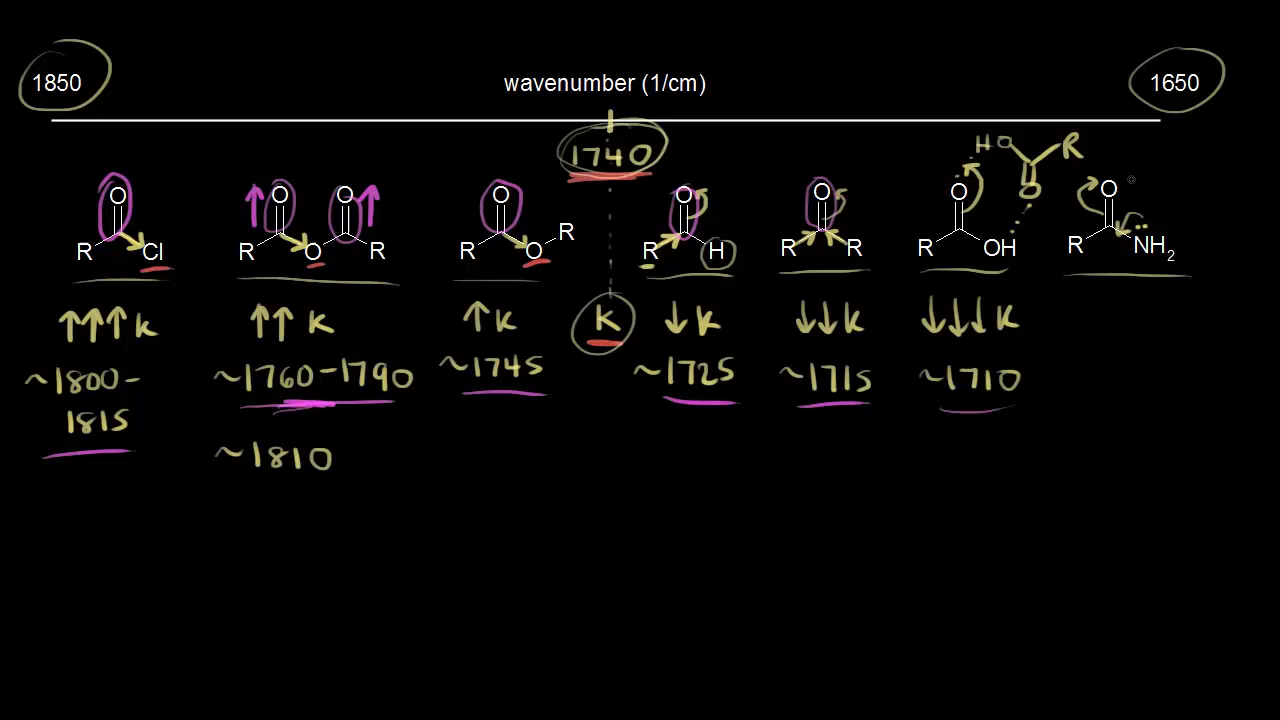 1850 wavenumber (1/cm) 1650
1740
HO R
O
O O O O O O O O O
R Cl R O R R O R R H R R R OH R NH2
↑↑↑ K ↑↑ K ↑ K K ↓ K ↓↓ K ↓↓↓ K
~1800- ~1760-1790 ~1745 ~1725 ~1715 ~1710
1815
~1810